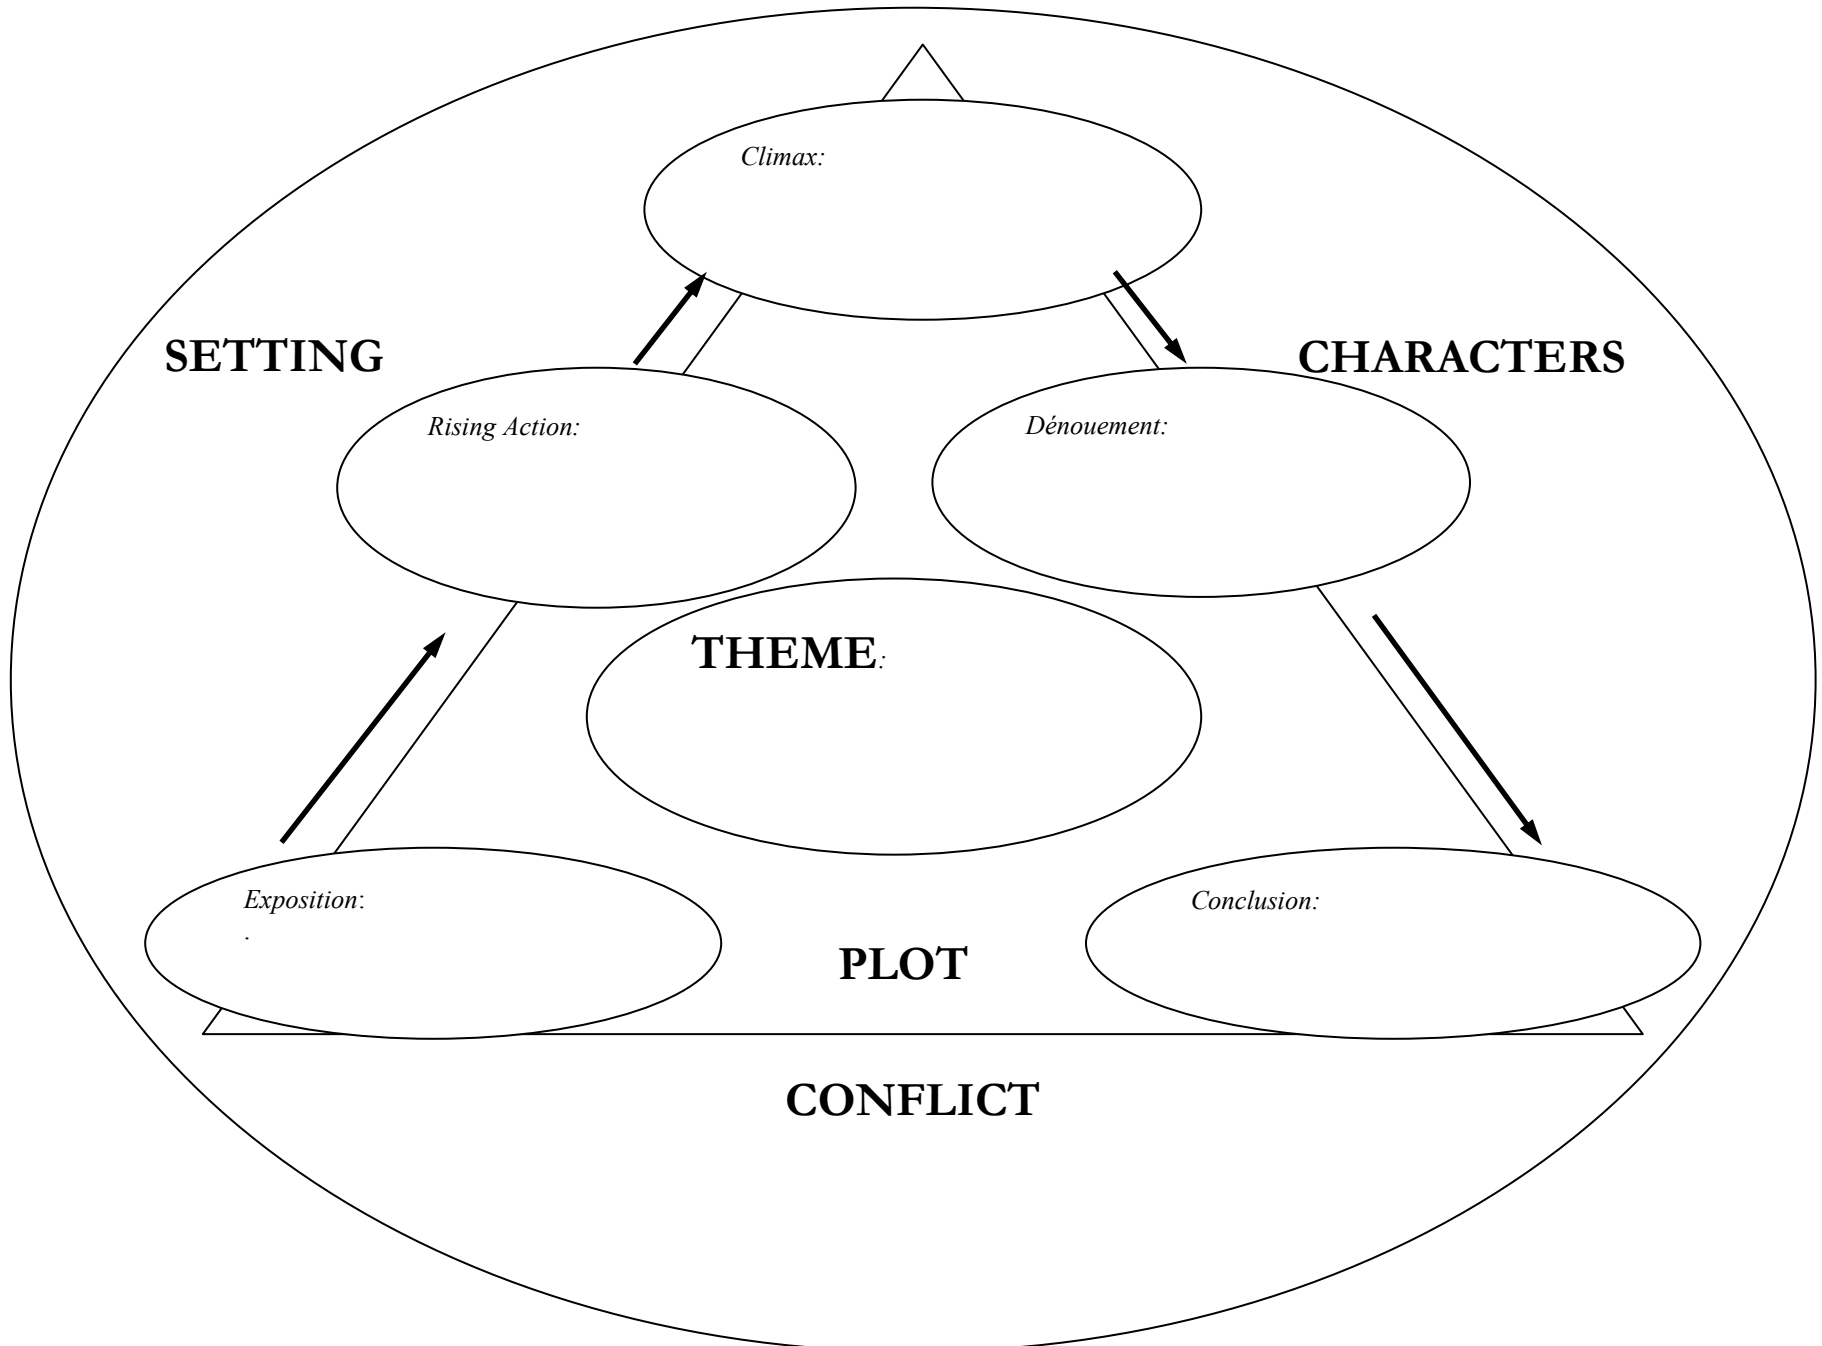 Climax:
SETTING
CHARACTERS
Rising Action:
Dénouement:
THEME:
Exposition:
.
Conclusion:
PLOT
CONFLICT